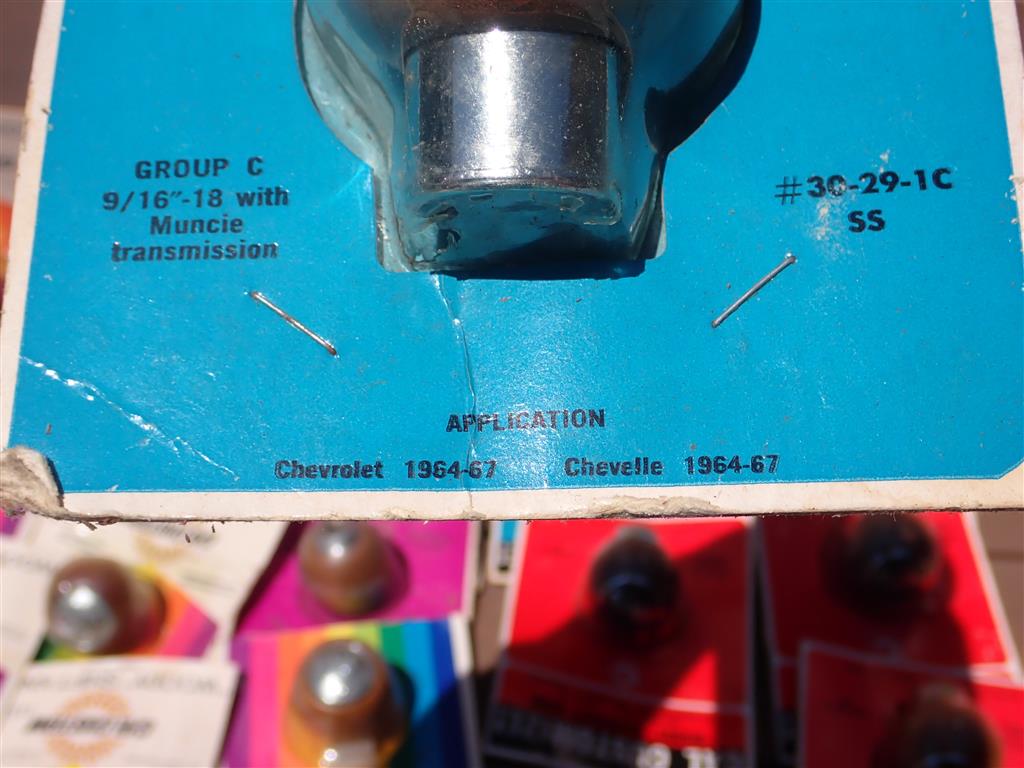 GROUP C
9/16"-18 with
Muncie
transmission
#30-29-1C
SS
APPLICATION
Chevrolet 1964-67 Chevelle 1964-67